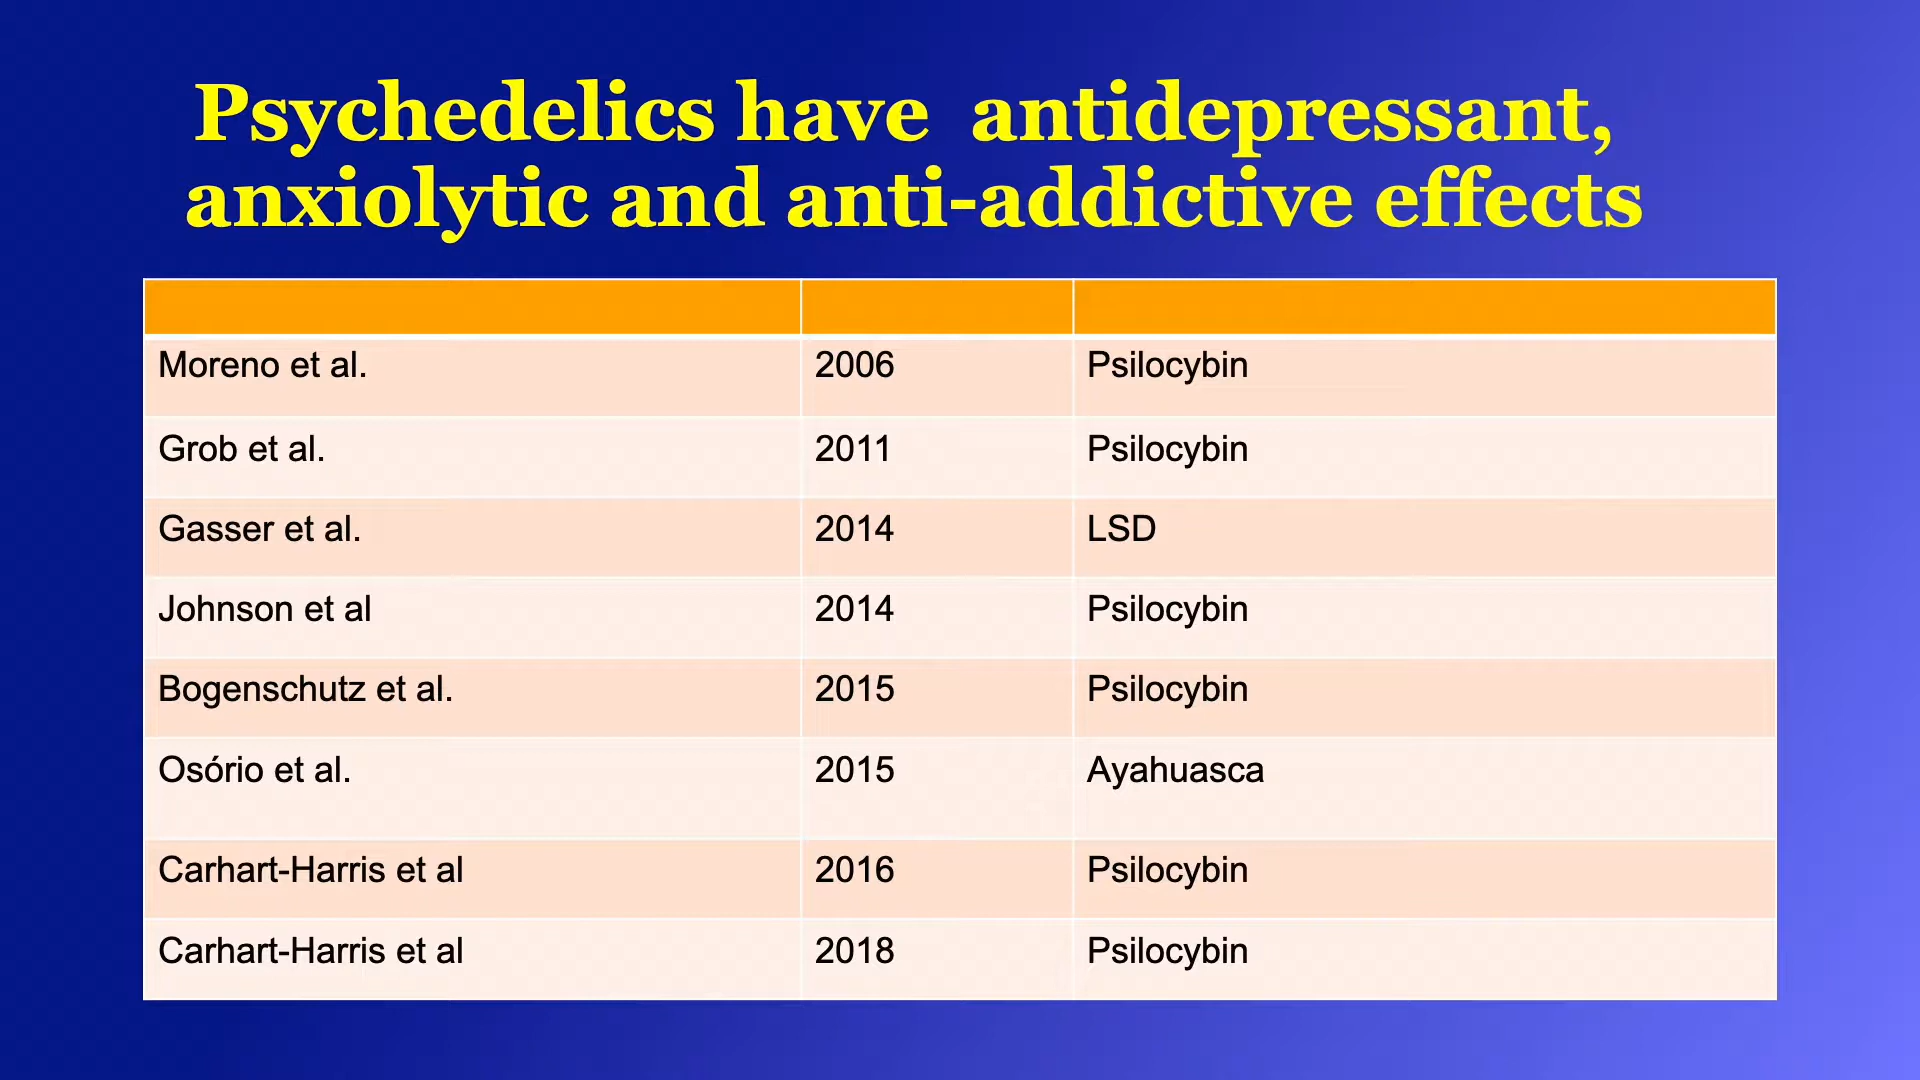 Psychedelics have  antidepressant,
anxiolytic and anti-addictive effects
Moreno et al. 2006 Psilocybin
Grob et al. 2011 Psilocybin
Gasser et al. 2014 LSD
Johnson et al 2014 Psilocybin
Bogenschutz et al. 2015 Psilocybin
Osório et al. 2015 Ayahuasca
Carhart-Harris et al 2016 Psilocybin
Carhart-Harris et al 2018 Psilocybin